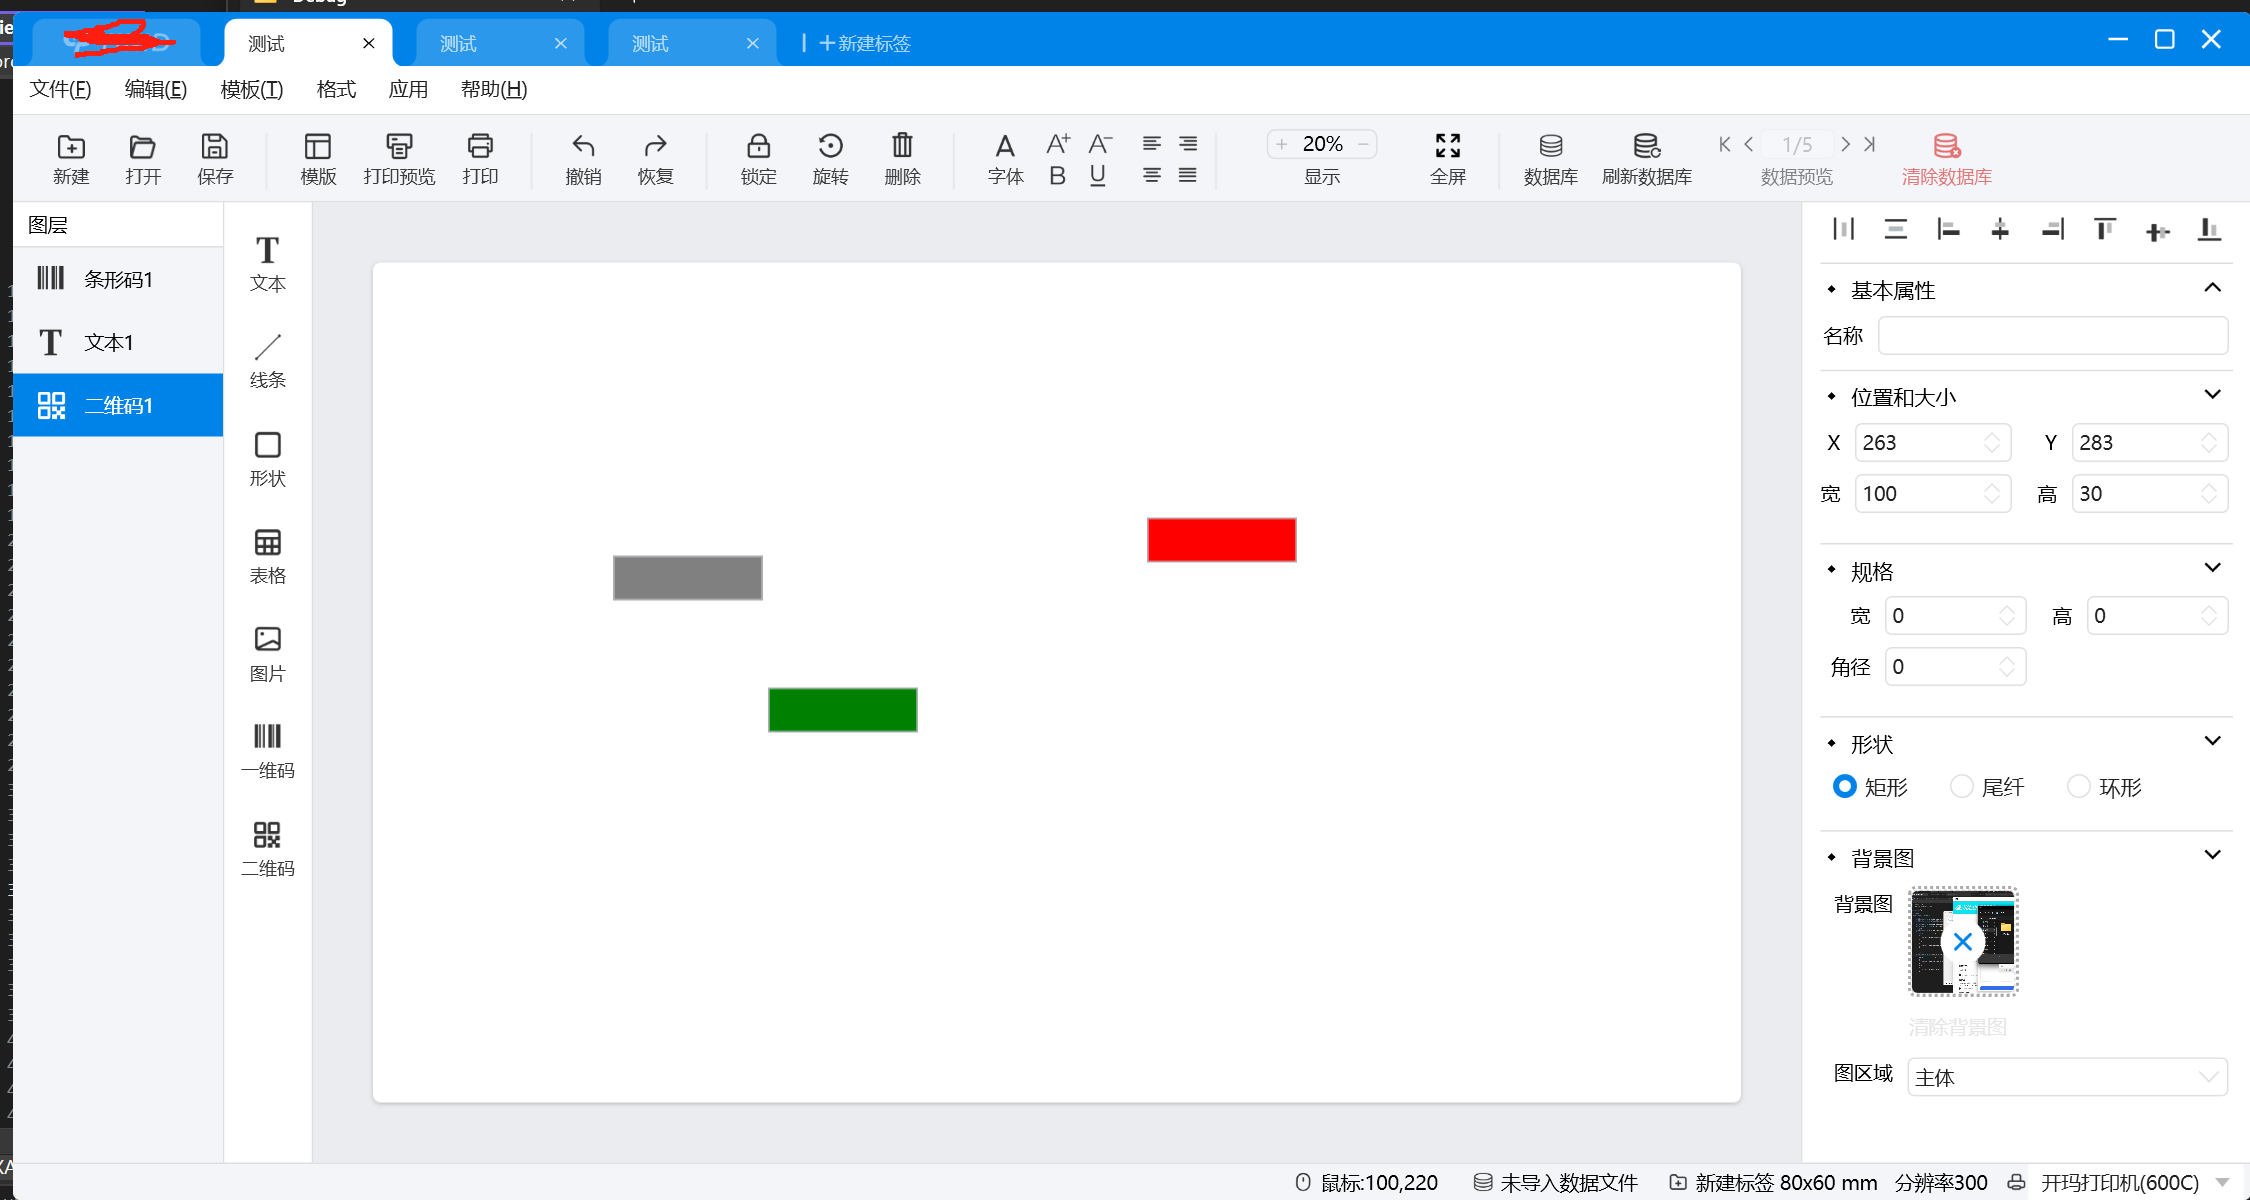 Debug
测试
测试
测试
新建标签
文件(F)
编辑(E)
模板(T)
格式
应用
帮助(H)
新建
打开
保存
模版
打印预览
打印
撤销
恢复
锁定
旋转
删除
A
字体
A+
A-
B
U
+ 20% −
显示
全屏
数据库
刷新数据库
1/5
数据预览
清除数据库
图层
条形码1
T 文本1
二维码1
T
文本
线条
形状
表格
图片
一维码
二维码
基本属性
名称
位置和大小
X 263
Y 283
宽 100
高 30
规格
宽 0
高 0
角径 0
形状
矩形
尾纤
环形
背景图
背景图
清除背景图
图区域 主体
鼠标:100,220
未导入数据文件
新建标签 80x60 mm
分辨率300
开玛打印机(600C)